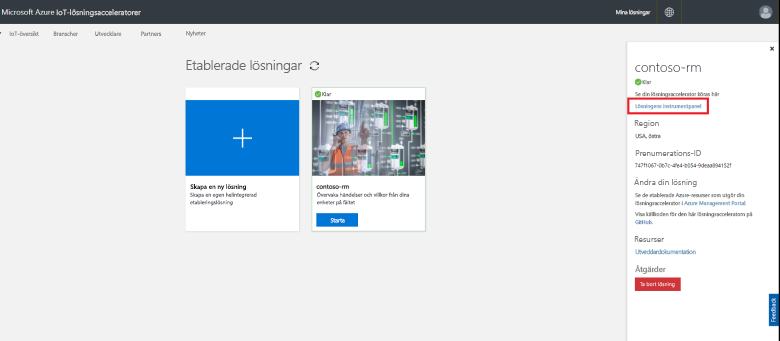 Microsoft Azure IoT-lösningsacceleratorer
Mina lösningar
IoT-översikt Branscher Utvecklare Partners Nyheter
Etablerade lösningar
Skapa en ny lösning
Skapa en egen helintegrerad
etableringslösning
Klar
contoso-rm
Övervaka händelser och villkor från dina
enheter på fältet
Starta
contoso-rm
Klar
Se din lösningsaccelerator köras här
Lösningens instrumentpanel
Region
USA, östra
Prenumerations-ID
747f1067-0b7c-4fe4-b054-9deaa894152f
Ändra din lösning
Se de etablerade Azure-resurser som utgör din
lösningsaccelerator i Azure Management Portal.
Visa källkoden för den här lösningsacceleratorn på
GitHub.
Resurser
Utvecklardokumentation
Åtgärder
Ta bort lösning
Feedback